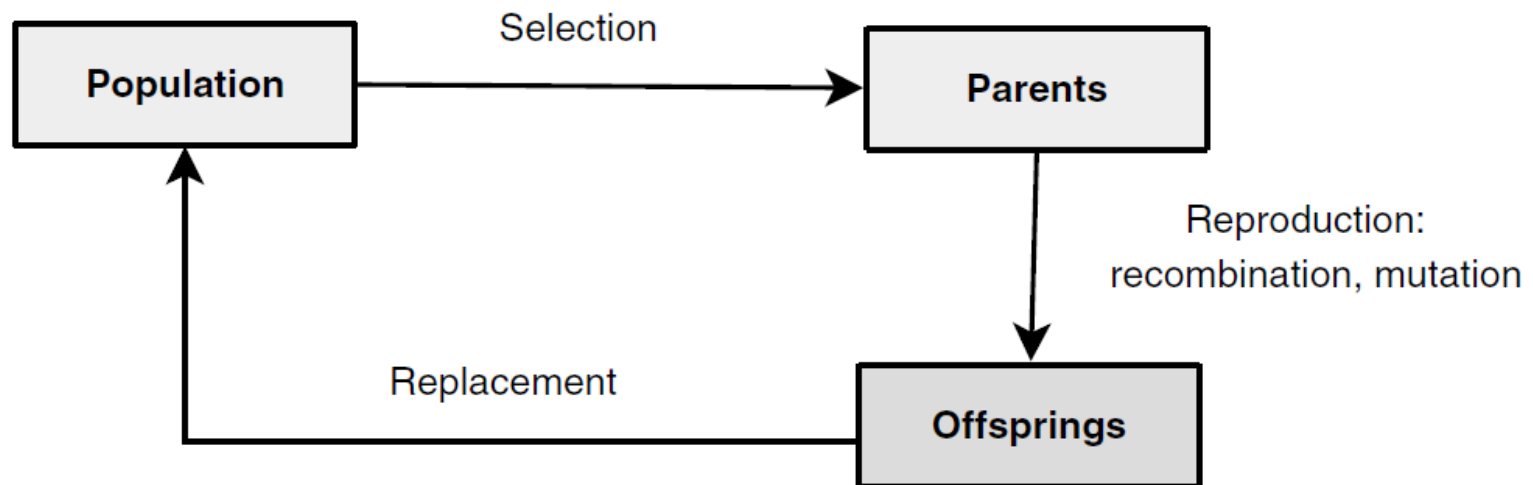 Selection
Population
Parents
Reproduction:
recombination, mutation
Replacement
Offsprings